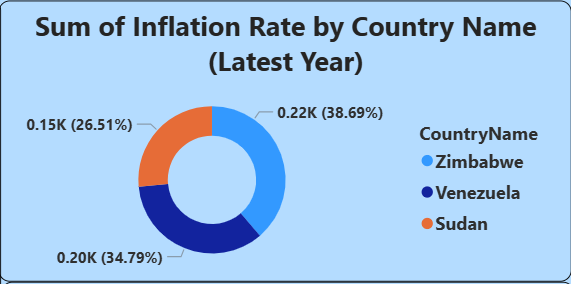 Sum of Inflation Rate by Country Name
(Latest Year)
0.15K (26.51%)
0.22K (38.69%)
0.20K (34.79%)
CountryName
Zimbabwe
Venezuela
Sudan